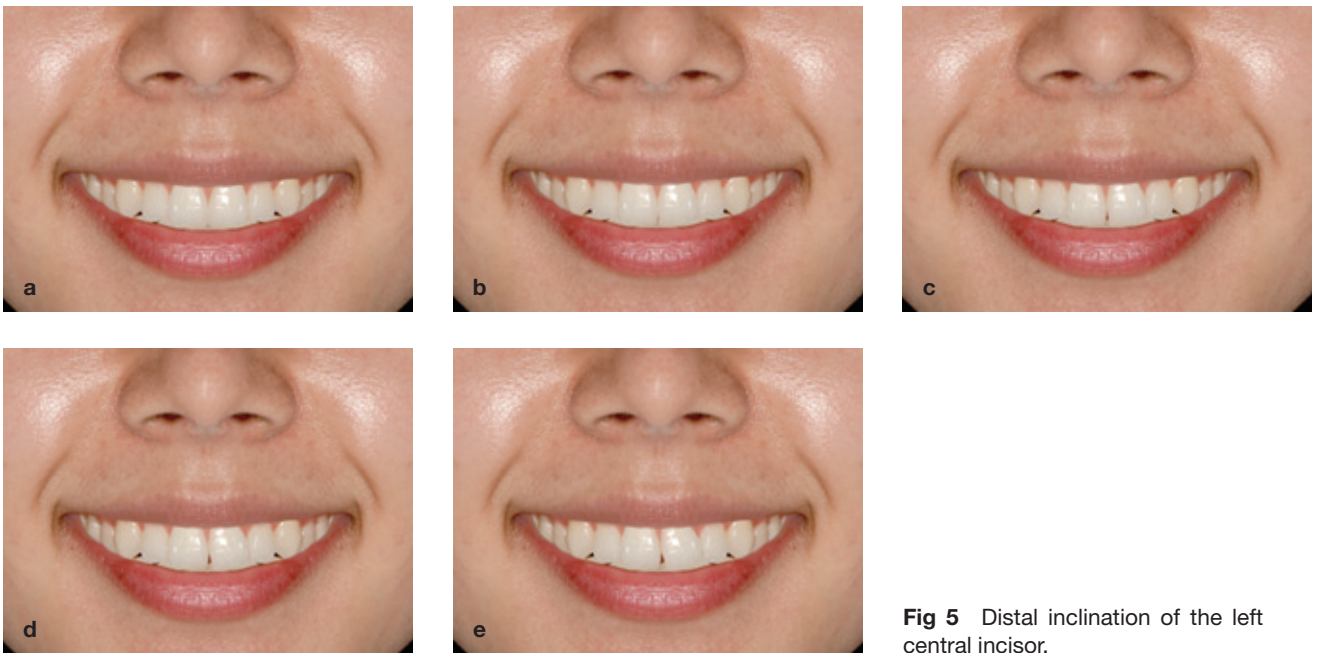 a
b
c
d
e
Fig 5 Distal inclination of the left
central incisor.